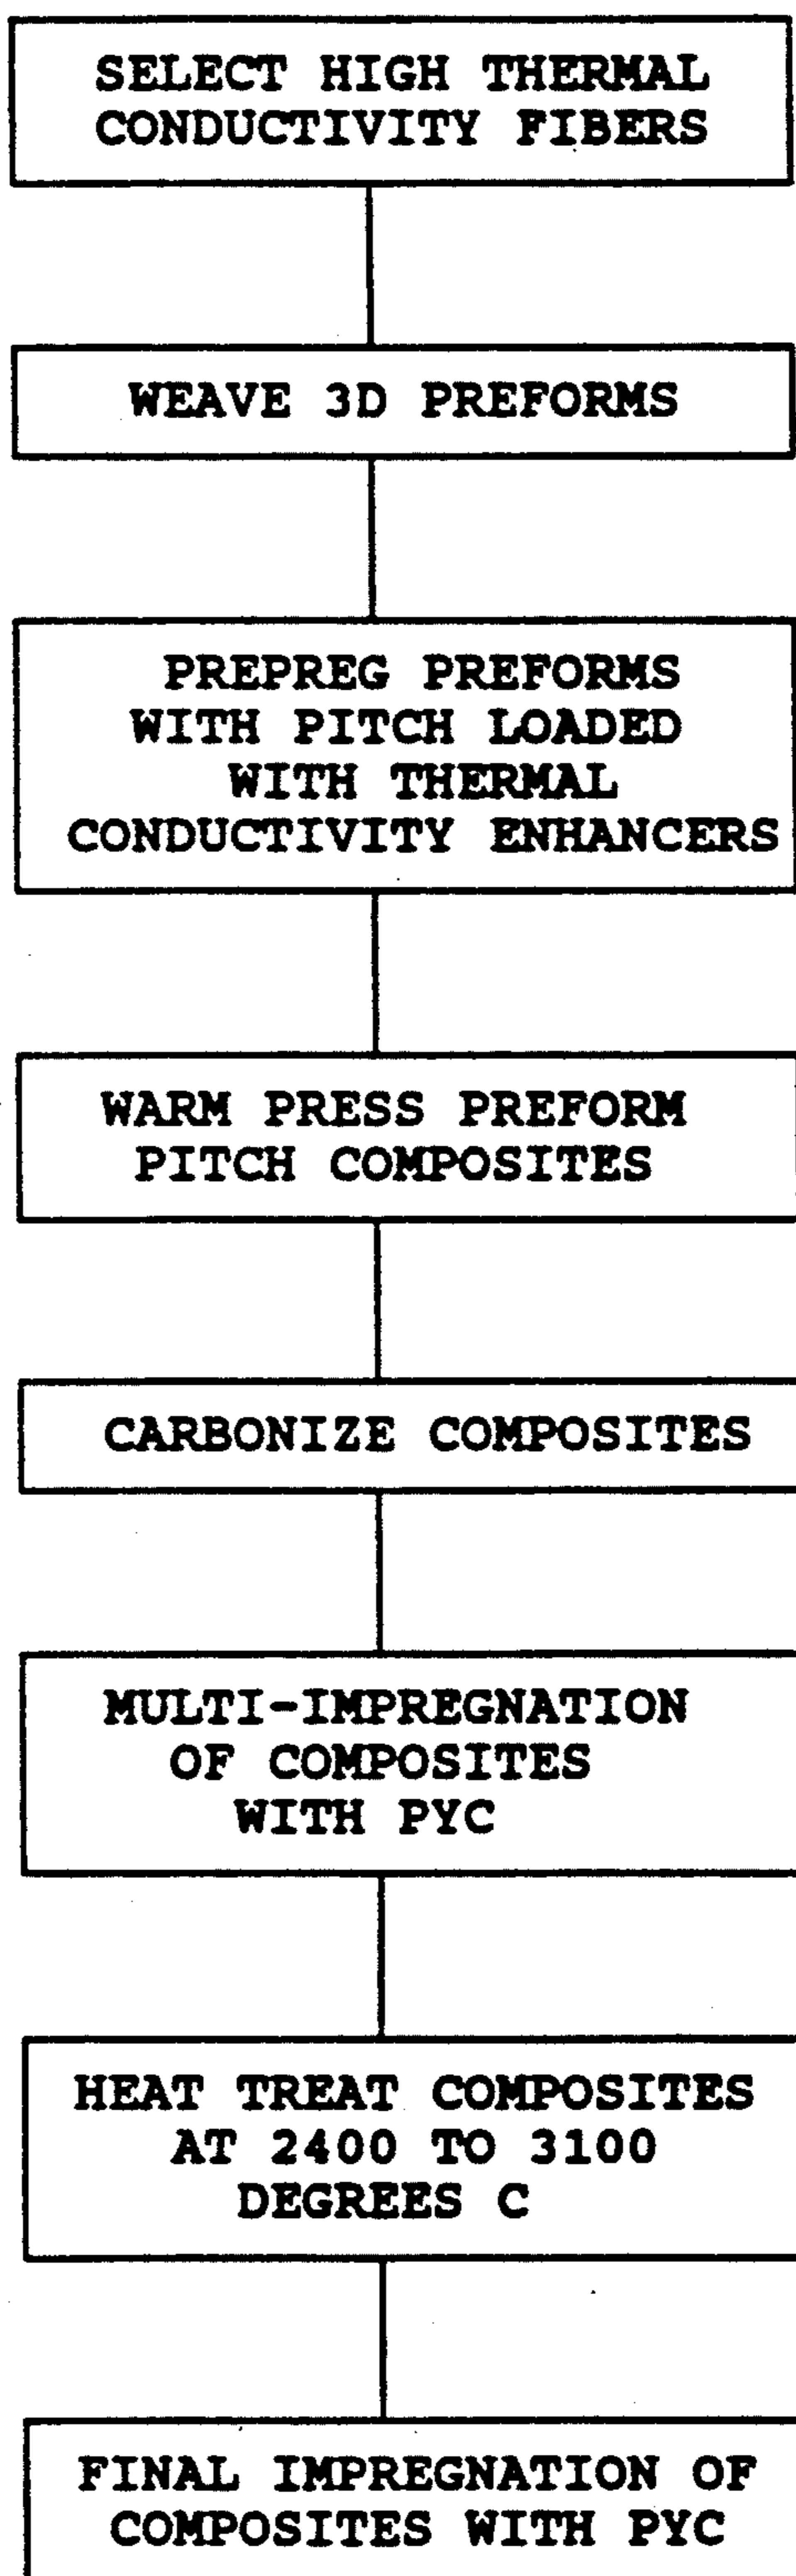 SELECT HIGH THERMAL
CONDUCTIVITY FIBERS
WEAVE 3D PREFORMS
PREPREG PREFORMS
WITH PITCH LOADED
WITH THERMAL
CONDUCTIVITY ENHANCERS
WARM PRESS PREFORM
PITCH COMPOSITES
CARBONIZE COMPOSITES
MULTI-IMPREGNATION
OF COMPOSITES
WITH PYC
HEAT TREAT COMPOSITES
AT 2400 TO 3100
DEGREES C
FINAL IMPREGNATION OF
COMPOSITES WITH PYC